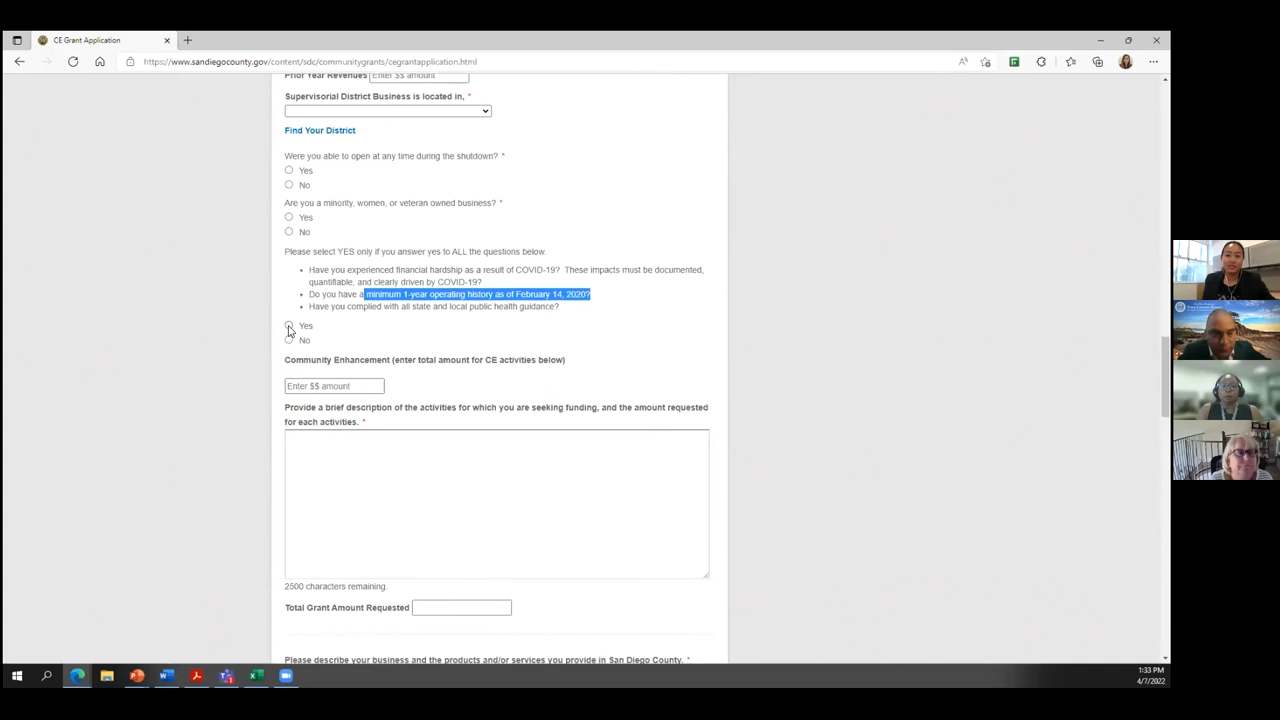 CE Grant Application
https://www.sandiegocounty.gov/content/sdc/communitygrants/cegrantapplication.html
Prior Year Revenues Enter $$ amount
Supervisorial District Business is located in, *
Find Your District
Were you able to open at any time during the shutdown? *
Yes
No
Are you a minority, women, or veteran owned business? *
Yes
No
Please select YES only if you answer yes to ALL the questions below.
• Have you experienced financial hardship as a result of COVID-19? These impacts must be documented,
quantifiable, and clearly driven by COVID-19?
• Do you have a minimum 1-year operating history as of February 14, 2020?
• Have you complied with all state and local public health guidance?
Yes
No
Community Enhancement (enter total amount for CE activities below)
Enter $$ amount
Provide a brief description of the activities for which you are seeking funding, and the amount requested
for each activities. *
2500 characters remaining.
Total Grant Amount Requested
Please describe your business and the products and/or services you provide in San Diego County. *
1:33 PM
4/7/2022